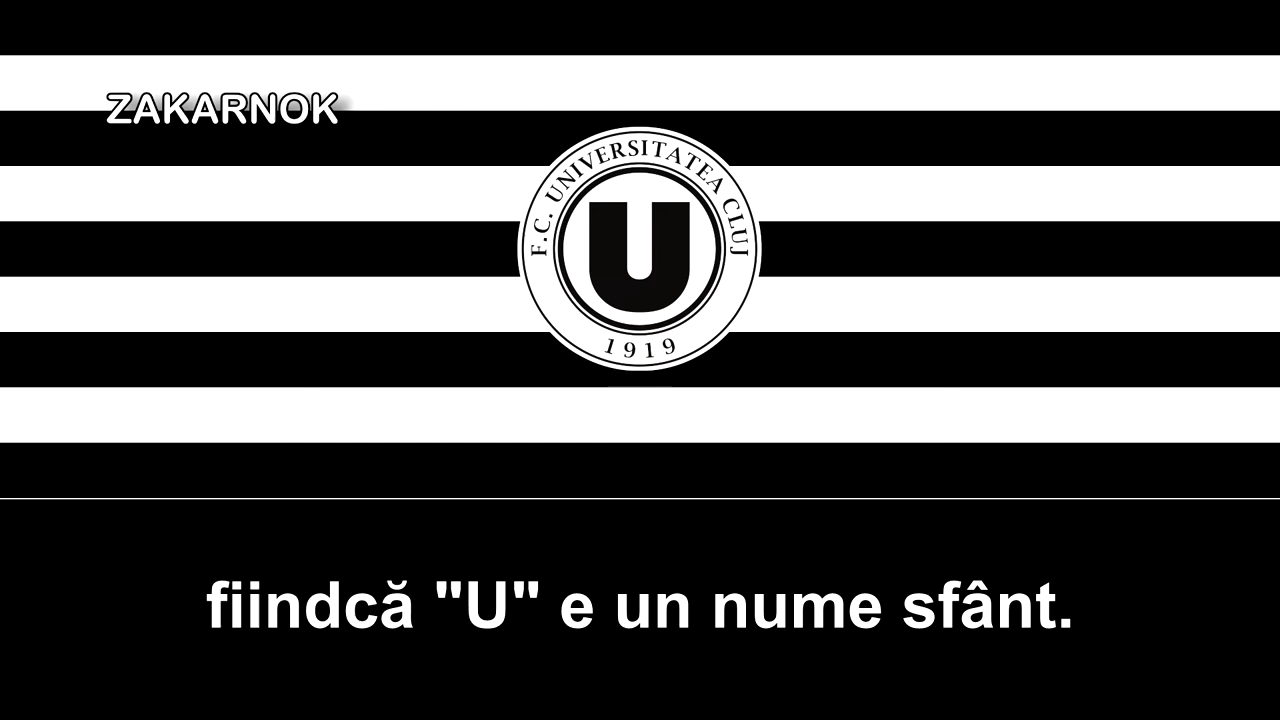 ZAKARNOK
F.C. UNIVERSITATEA CLUJ
U
1919
fiindcă "U" e un nume sfânt.